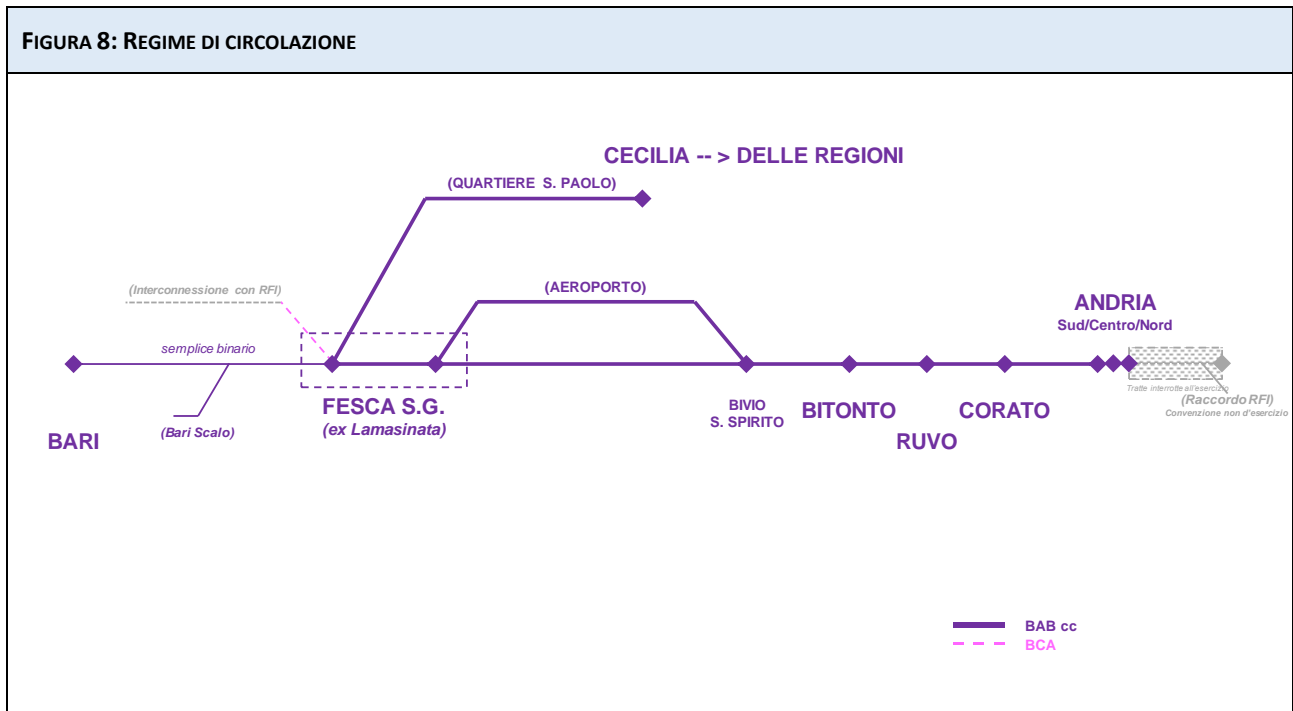 FIGURA 8: REGIME DI CIRCOLAZIONE
CECILIA -- > DELLE REGIONI
(QUARTIERE S. PAOLO)
(Interconnessione con RFI)
(AEROPORTO)
ANDRIA
Sud/Centro/Nord
semplice binario
Tratte interrotte all'esercizio
(Raccordo RFI)
Convenzione non d'esercizio
FESCA S.G.
(ex Lamasinata)
(Bari Scalo)
BARI
BIVIO
S. SPIRITO
BITONTO
CORATO
RUVO
BAB cc
BCA